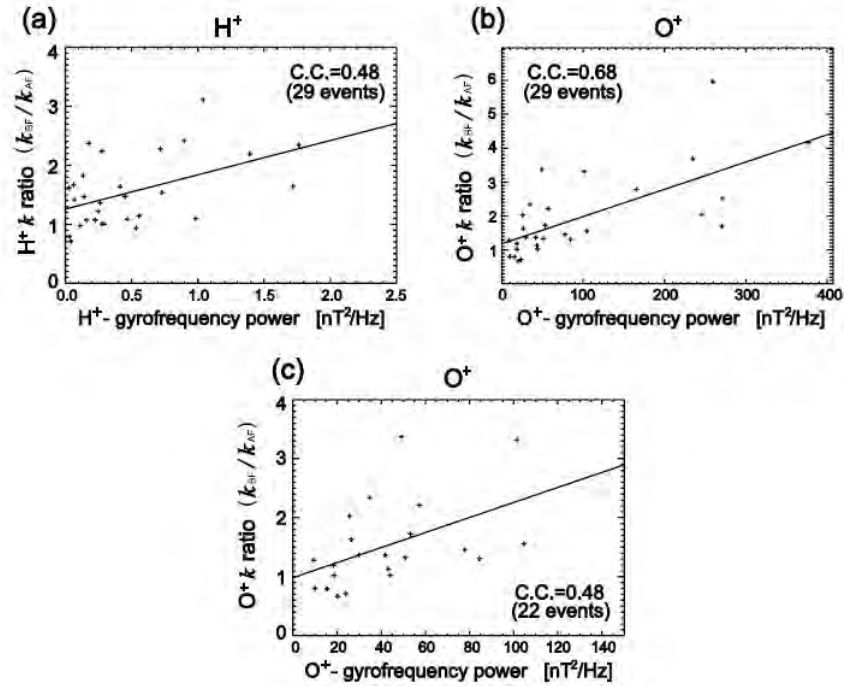 (a)
H⁺
C.C.=0.48
(29 events)
H⁺ k ratio (k_BF/k_AF)
4
3
2
1
0
0.0 0.5 1.0 1.5 2.0 2.5
H⁺- gyrofrequency power [nT²/Hz]
(b)
O⁺
C.C.=0.68
(29 events)
O⁺ k ratio (k_BF/k_AF)
6
5
4
3
2
1
0
0 100 200 300 400
O⁺- gyrofrequency power [nT²/Hz]
(c)
O⁺
C.C.=0.48
(22 events)
O⁺ k ratio (k_BF/k_AF)
4
3
2
1
0
0 20 40 60 80 100 120 140
O⁺- gyrofrequency power [nT²/Hz]